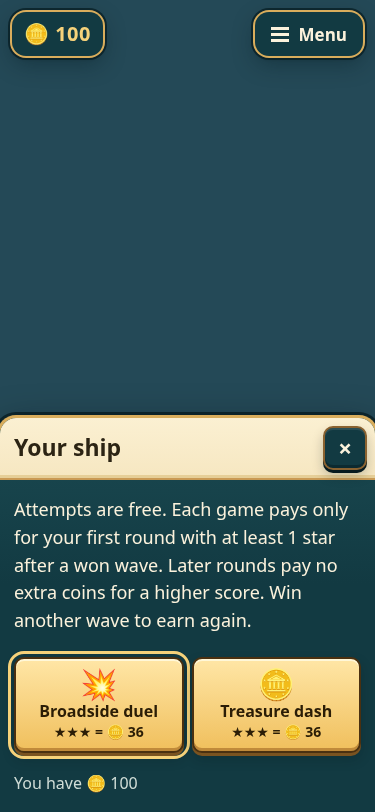 100
Menu
Your ship
×
Attempts are free. Each game pays only
for your first round with at least 1 star
after a won wave. Later rounds pay no
extra coins for a higher score. Win
another wave to earn again.
Broadside duel
★★★ = 🪙 36
Treasure dash
★★★ = 🪙 36
You have 🪙 100